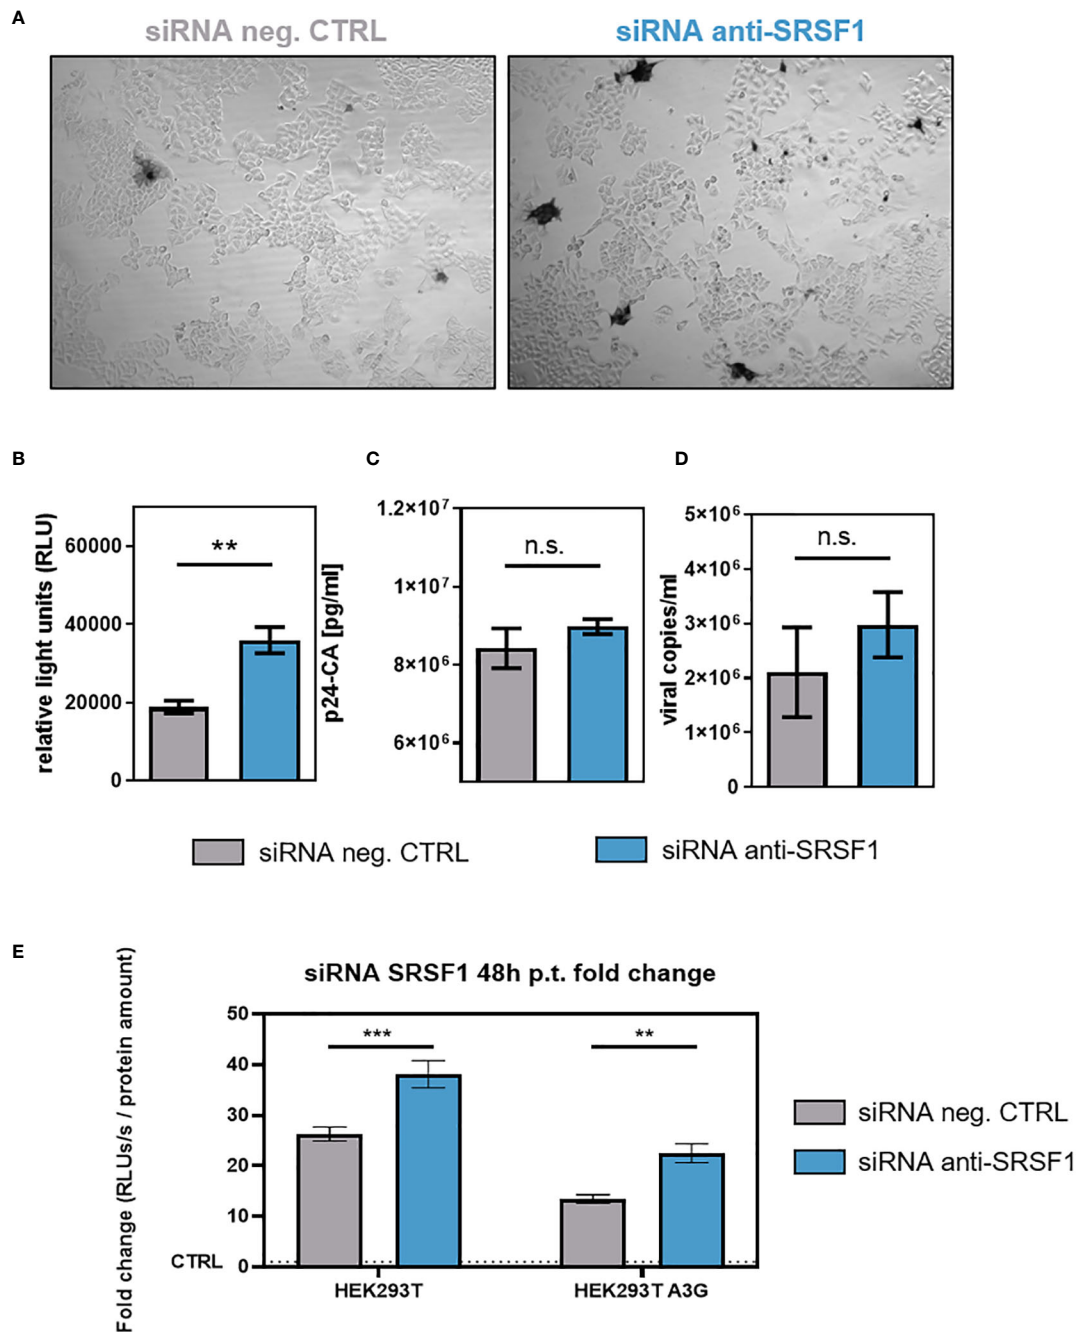 A
siRNA neg. CTRL
siRNA anti-SRSF1
B
C
D
relative light units (RLU)
60000
40000
20000
0
**
p24-CA [pg/ml]
1.2×10⁷
1×10⁷
8×10⁶
6×10⁶
n.s.
viral copies/ml
5×10⁶
4×10⁶
3×10⁶
2×10⁶
1×10⁶
0
n.s.
siRNA neg. CTRL
siRNA anti-SRSF1
E
siRNA SRSF1 48h p.t. fold change
Fold change (RLUs/s / protein amount)
50
40
30
20
10
0
CTRL
***
**
HEK293T
HEK293T A3G
siRNA neg. CTRL
siRNA anti-SRSF1